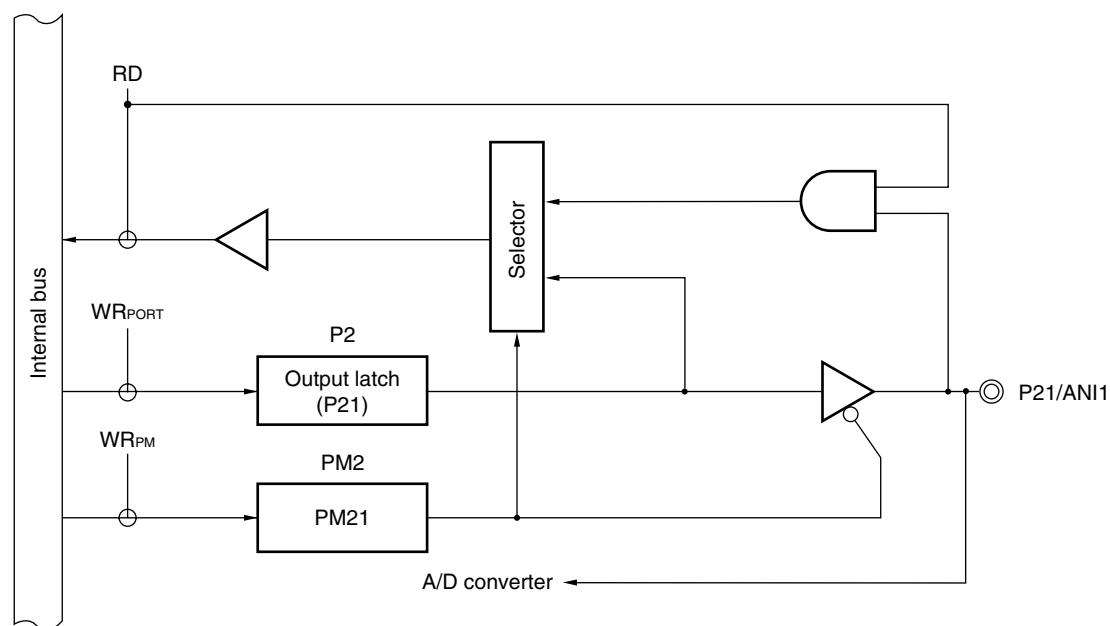 RD
Selector
Internal bus
WRPORT
P2
Output latch
(P21)
P21/ANI1
WRPM
PM2
PM21
A/D converter